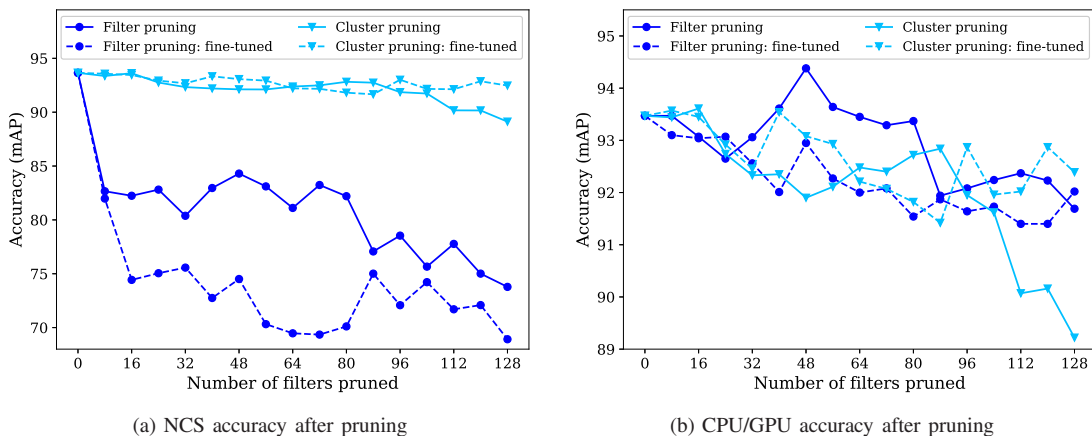 Filter pruning
Filter pruning: fine-tuned
Cluster pruning
Cluster pruning: fine-tuned
95
90
85
80
75
70
Accuracy (mAP)
0 16 32 48 64 80 96 112 128
Number of filters pruned
(a) NCS accuracy after pruning
Filter pruning
Filter pruning: fine-tuned
Cluster pruning
Cluster pruning: fine-tuned
95
94
93
92
91
90
89
Accuracy (mAP)
0 16 32 48 64 80 96 112 128
Number of filters pruned
(b) CPU/GPU accuracy after pruning